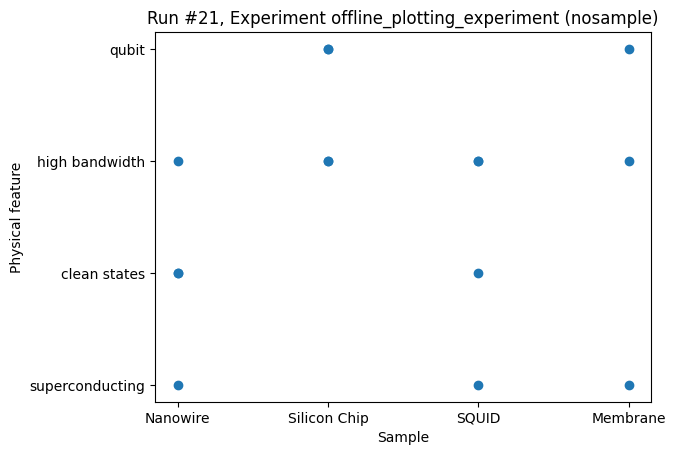 Run #21, Experiment offline_plotting_experiment (nosample)
qubit
high bandwidth
clean states
superconducting
Physical feature
Nanowire Silicon Chip SQUID Membrane
Sample